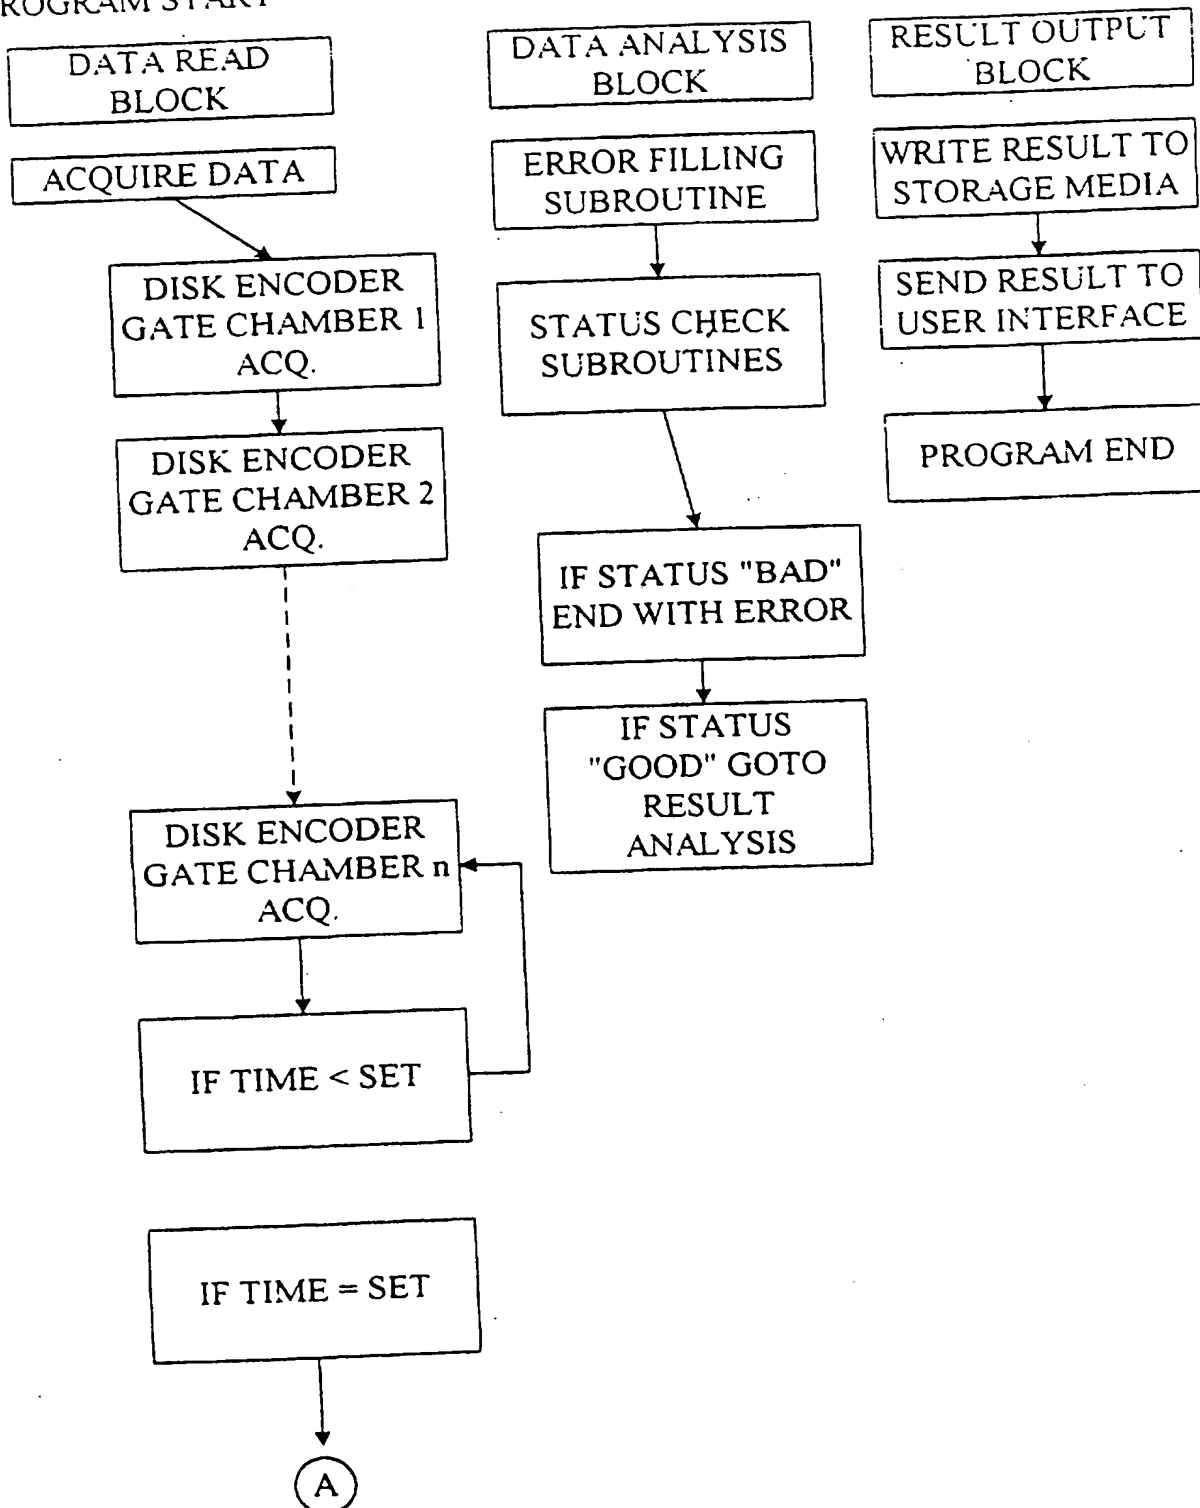 DATA READ
BLOCK
ACQUIRE DATA
DISK ENCODER
GATE CHAMBER 1
ACQ.
DISK ENCODER
GATE CHAMBER 2
ACQ.
DISK ENCODER
GATE CHAMBER n
ACQ.
IF TIME < SET
IF TIME = SET
A
DATA ANALYSIS
BLOCK
ERROR FILLING
SUBROUTINE
STATUS CHECK
SUBROUTINES
IF STATUS "BAD"
END WITH ERROR
IF STATUS
"GOOD" GOTO
RESULT
ANALYSIS
RESULT OUTPUT
BLOCK
WRITE RESULT TO
STORAGE MEDIA
SEND RESULT TO
USER INTERFACE
PROGRAM END